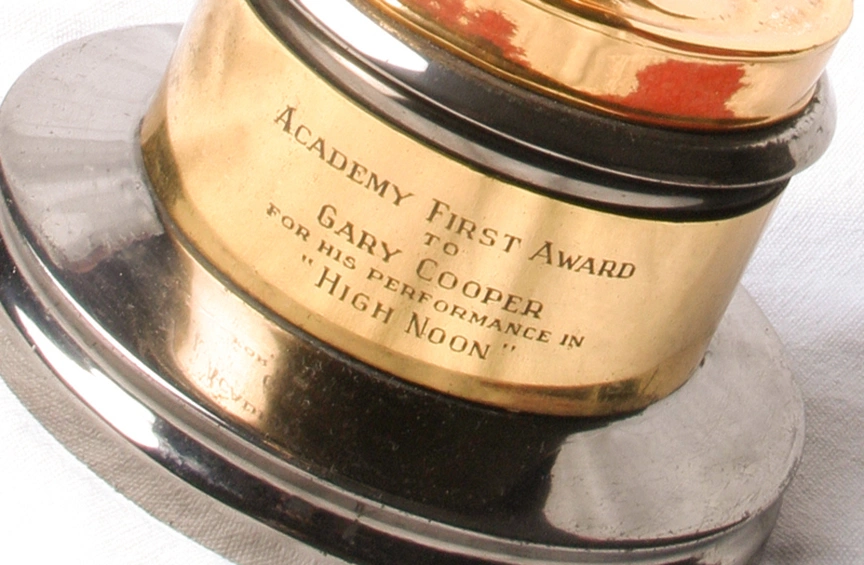 ACADEMY FIRST AWARD
TO
GARY COOPER
FOR HIS PERFORMANCE IN
"HIGH NOON"